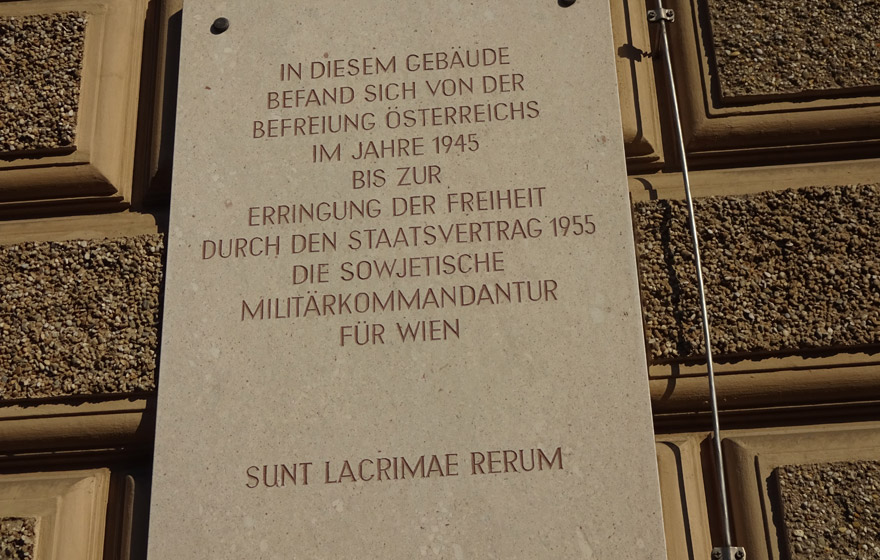 IN DIESEM GEBÄUDE
BEFAND SICH VON DER
BEFREIUNG ÖSTERREICHS
IM JAHRE 1945
BIS ZUR
ERRINGUNG DER FREIHEIT
DURCH DEN STAATSVERTRAG 1955
DIE SOWJETISCHE
MILITÄRKOMMANDANTUR
FÜR WIEN
SUNT LACRIMAE RERUM